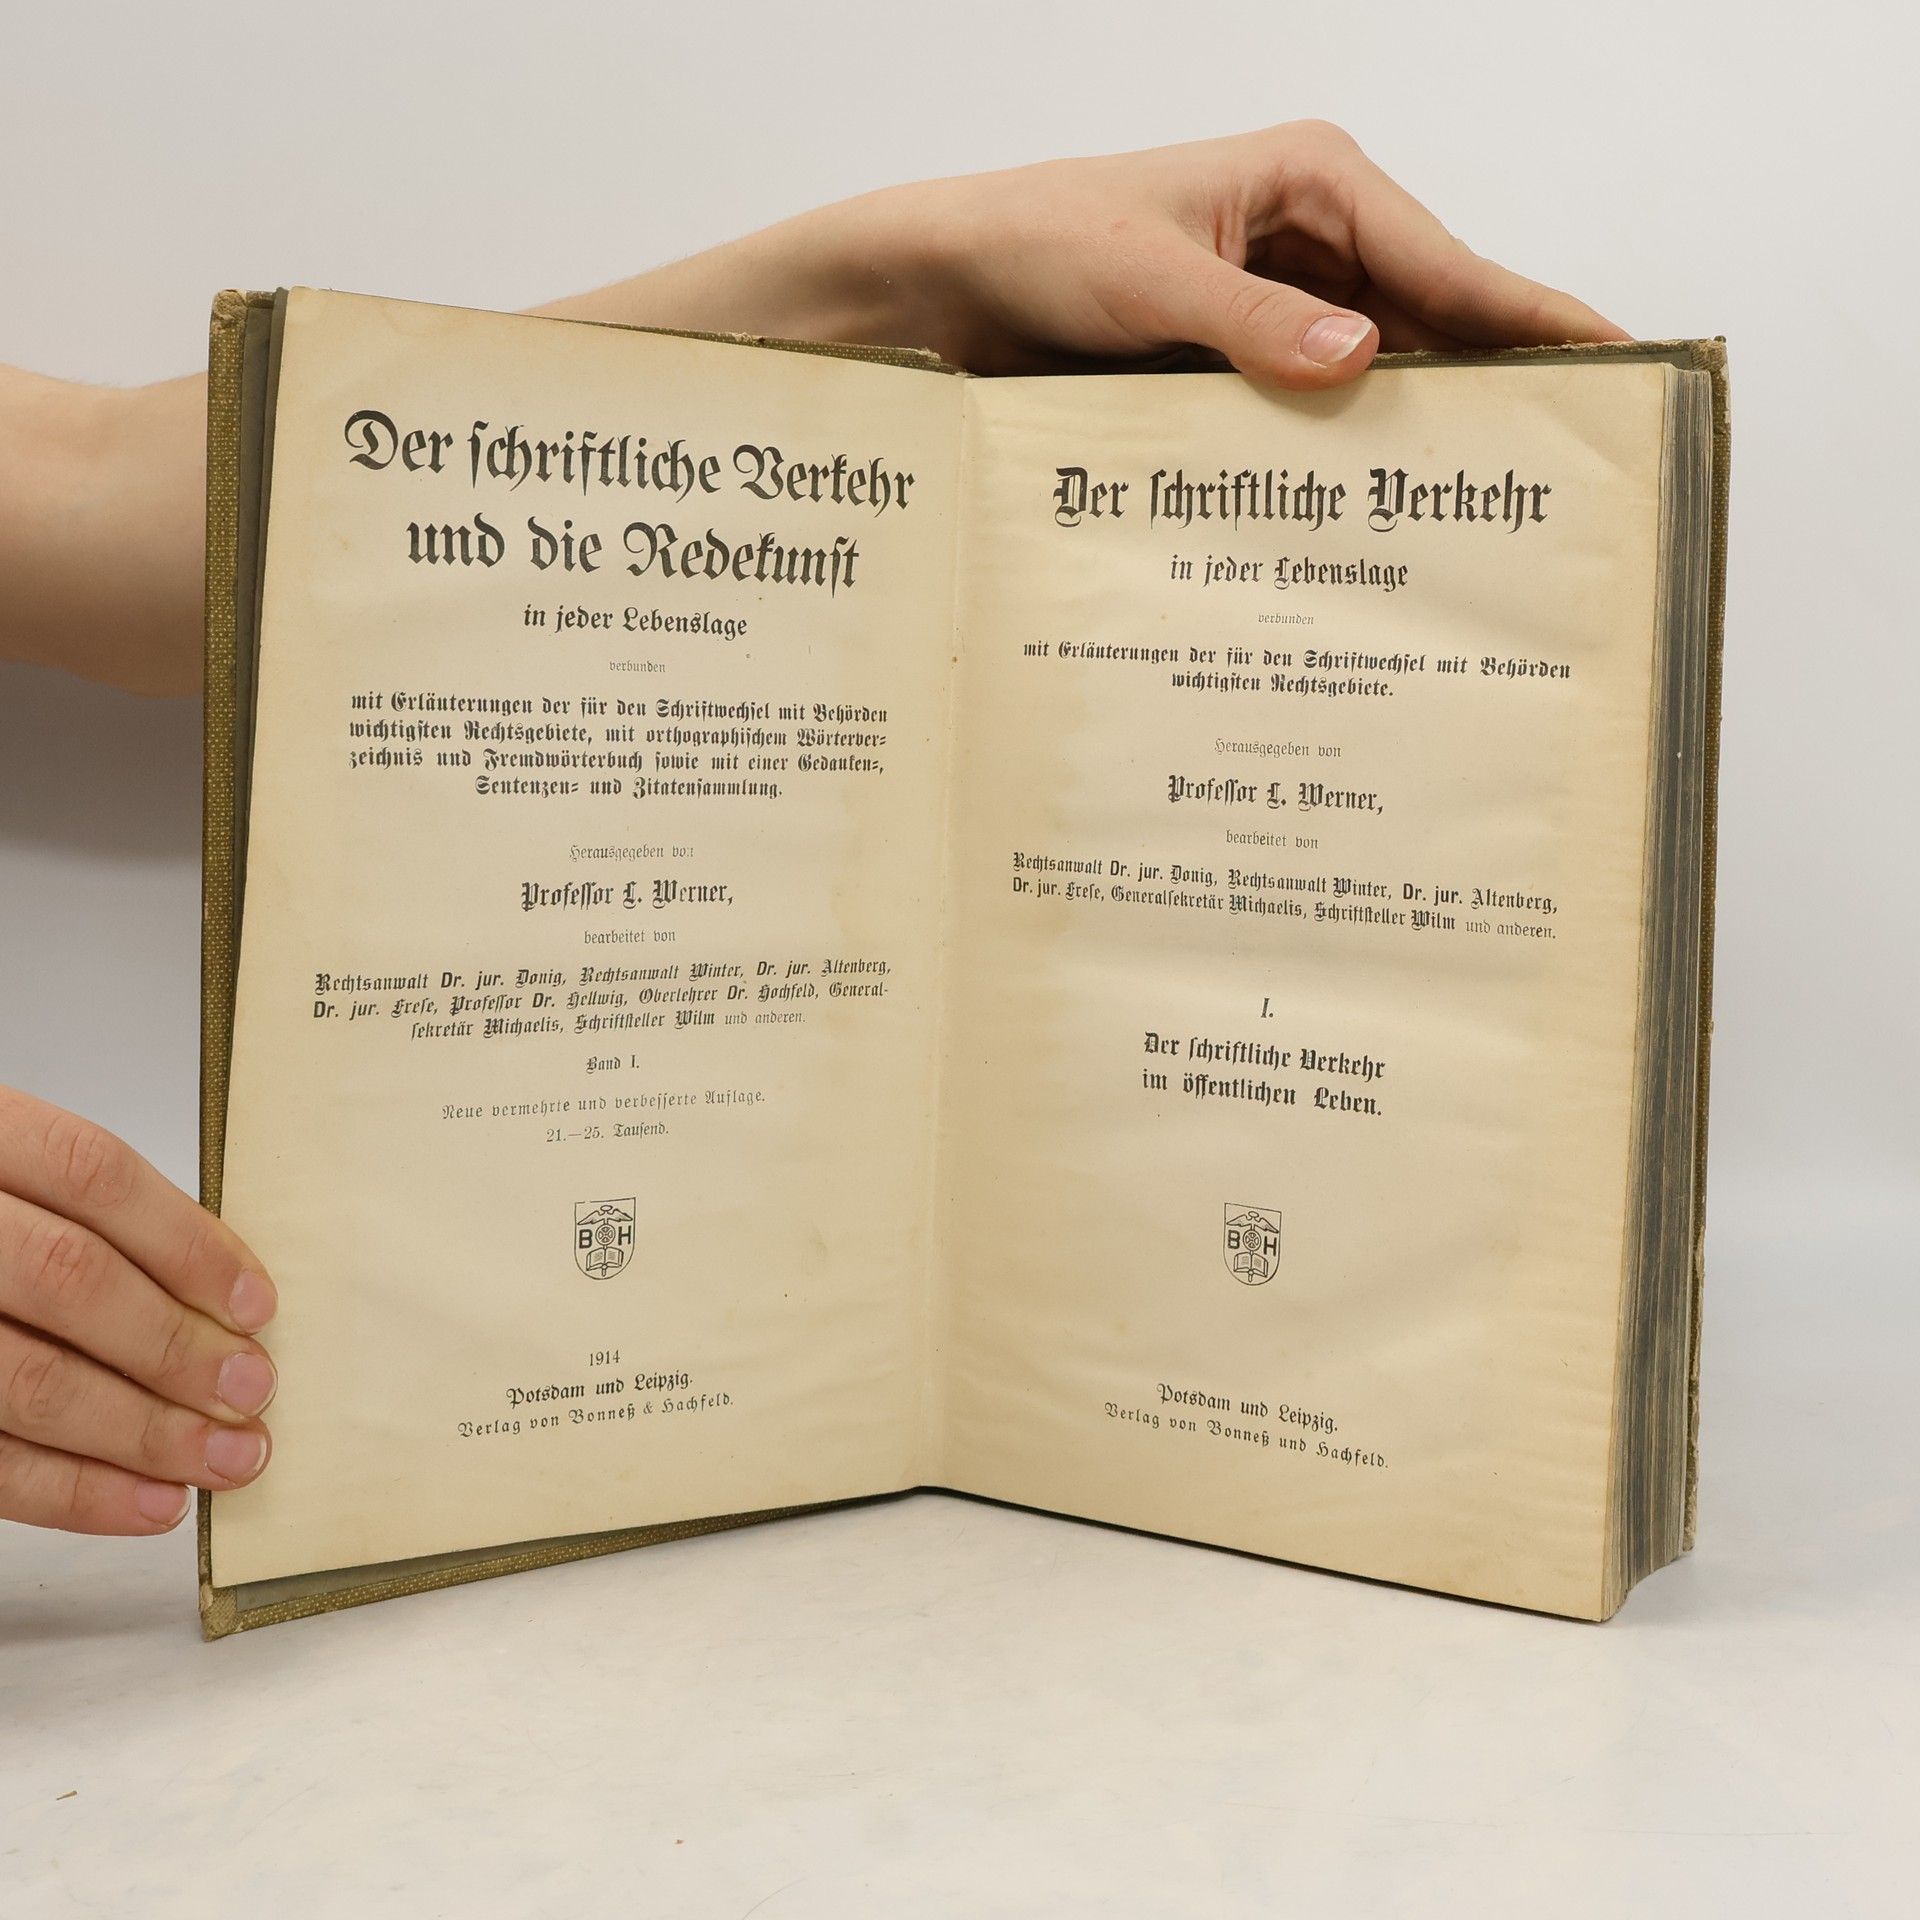 Der schriftliche Verkehr
und die Redekunst
in jeder Lebenslage
verbunden
mit Erläuterungen der für den Schriftwechsel mit Behörden
wichtigsten Rechtsgebiete, mit orthographischem Wörterver-
zeichnis und Fremdwörterbuch sowie mit einer Gedanken-,
Sentenzen- und Zitatensammlung.
Herausgegeben von
Professor L. Werner,
bearbeitet von
Rechtsanwalt Dr. jur. Donig, Rechtsanwalt Winter, Dr. jur. Altenberg,
Dr. jur. Frese, Professor Dr. Hellwig, Oberlehrer Dr. Hochfeld, General-
sekretär Michaelis, Schriftsteller Wilm und anderen.
Band I.
Neue vermehrte und verbesserte Auflage.
21.—25. Tausend.
B H
1914
Potsdam und Leipzig.
Verlag von Bonneß & Hachfeld.
Der schriftliche Verkehr
in jeder Lebenslage
verbunden
mit Erläuterungen der für den Schriftwechsel mit Behörden
wichtigsten Rechtsgebiete.
Herausgegeben von
Professor L. Werner,
bearbeitet von
Rechtsanwalt Dr. jur. Donig, Rechtsanwalt Winter, Dr. jur. Altenberg,
Dr. jur. Frese, Generalsekretär Michaelis, Schriftsteller Wilm und anderen.
I.
Der schriftliche Verkehr
im öffentlichen Leben.
B H
Potsdam und Leipzig.
Verlag von Bonneß und Hachfeld.